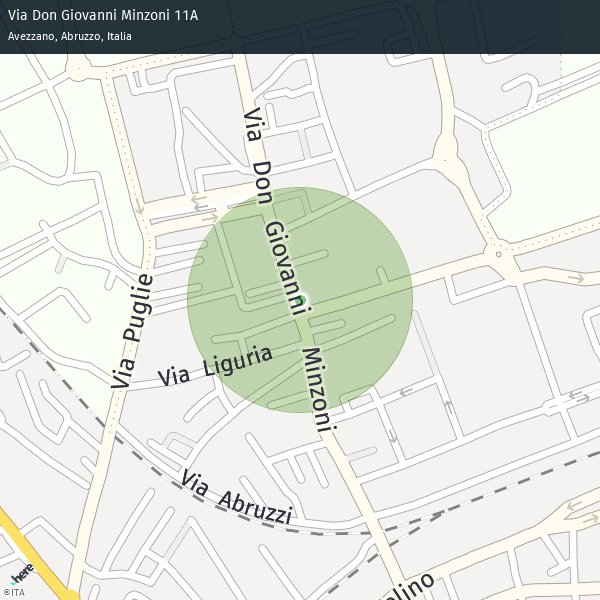 Via Don Giovanni Minzoni 11A
Avezzano, Abruzzo, Italia
Via Don Giovanni Minzoni
Via Puglie
Via Liguria
Via Abruzzi
here
©ITA